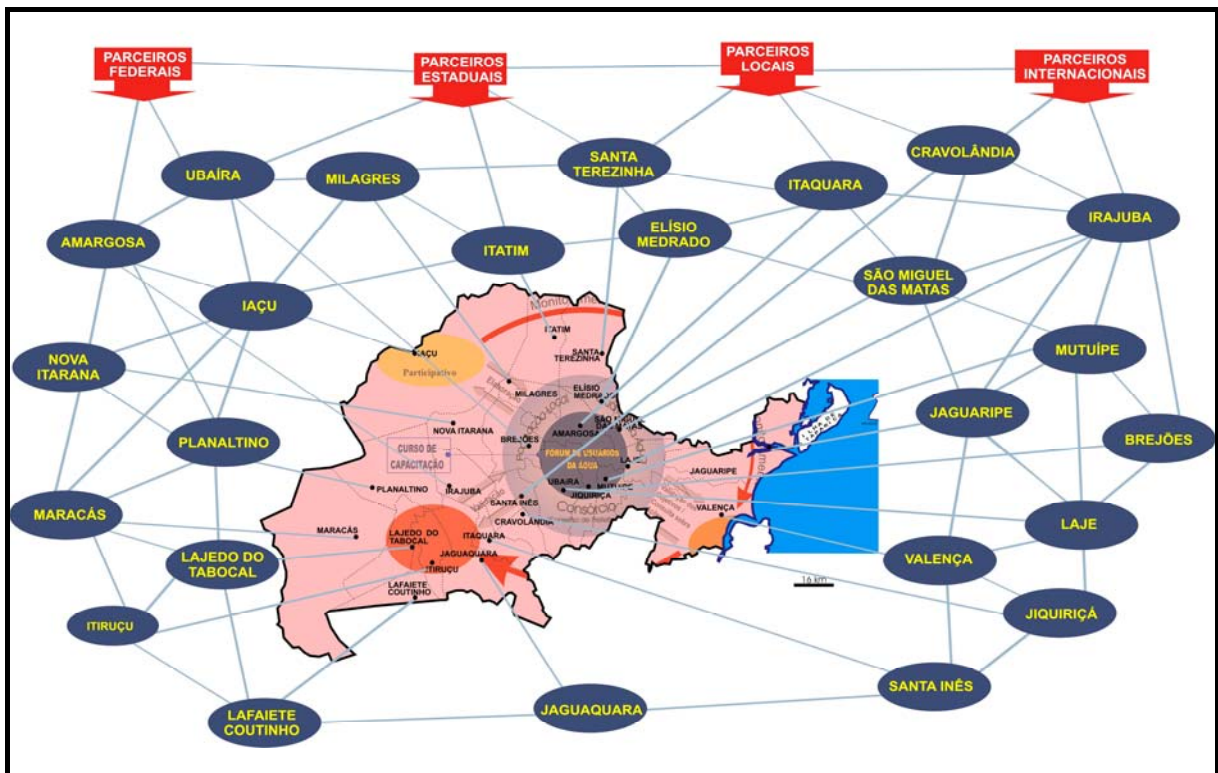 PARCEIROS
FEDERAIS
PARCEIROS
ESTADUAIS
PARCEIROS
LOCAIS
PARCEIROS
INTERNACIONAIS
UBAÍRA
MILAGRES
SANTA
TEREZINHA
ITAQUARA
CRAVOLÂNDIA
IRAJUBA
AMARGOSA
ITATIM
ELÍSIO
MEDRADO
SÃO MIGUEL
DAS MATAS
IAÇU
NOVA
ITARANA
MUTUÍPE
PLANALTINO
JAGUARIPE
BREJÕES
MARACÁS
LAJEDO DO
TABOCAL
VALENÇA
LAJE
ITIRUÇU
JIQUIRIÇÁ
LAFAIETE
COUTINHO
JAGUAQUARA
SANTA INÊS
ITATIM
SANTA
TEREZINHA
IAÇU
Participativo
MILAGRES
ELÍSIO
MEDRADO
NOVA ITARANA
BREJÕES
AMARGOSA
CURSO DE
CAPACITAÇÃO
FÓRUM DE USUÁRIOS
DA ÁGUA
UBAÍRA
MUTUÍPE
JIQUIRIÇÁ
JAGUARIPE
PLANALTINO
IRAJUBA
SANTA INÊS
CRAVOLÂNDIA
Consórcio
VALENÇA
MARACÁS
LAJEDO DO
TABOCAL
ITAQUARA
JAGUAQUARA
ITIRUÇU
LAFAIETE
COUTINHO
16 km